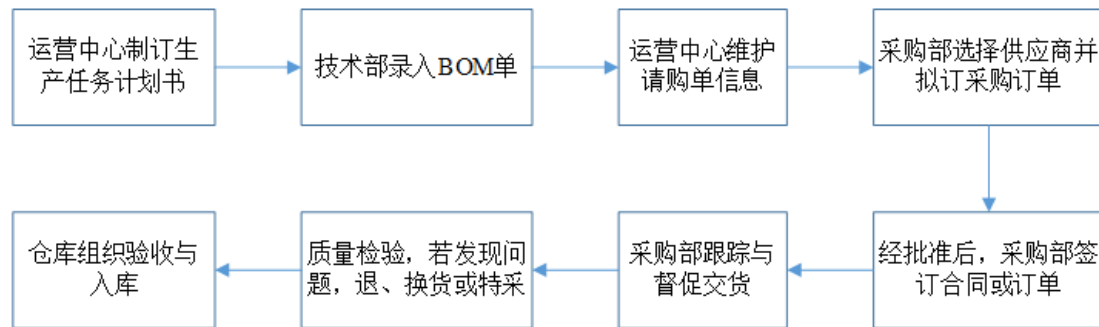 运营中心制订生
产任务计划书
技术部录入BOM单
运营中心维护
请购单信息
采购部选择供应商并
拟订采购订单
经批准后，采购部签
订合同或订单
采购部跟踪与
督促交货
质量检验，若发现问
题，退、换货或特采
仓库组织验收与
入库